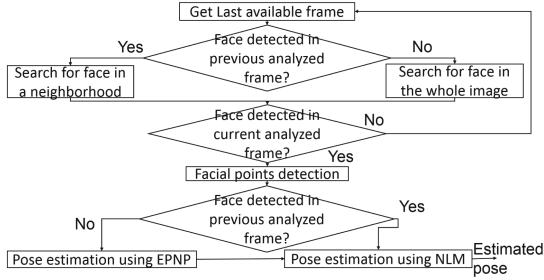 Get Last available frame
Yes
Face detected in
previous analyzed
frame?
No
Search for face in
a neighborhood
Search for face in
the whole image
Face detected in
current analyzed
frame?
No
Yes
Facial points detection
Face detected in
previous analyzed
frame?
No
Yes
Pose estimation using EPNP
Pose estimation using NLM
Estimated
pose